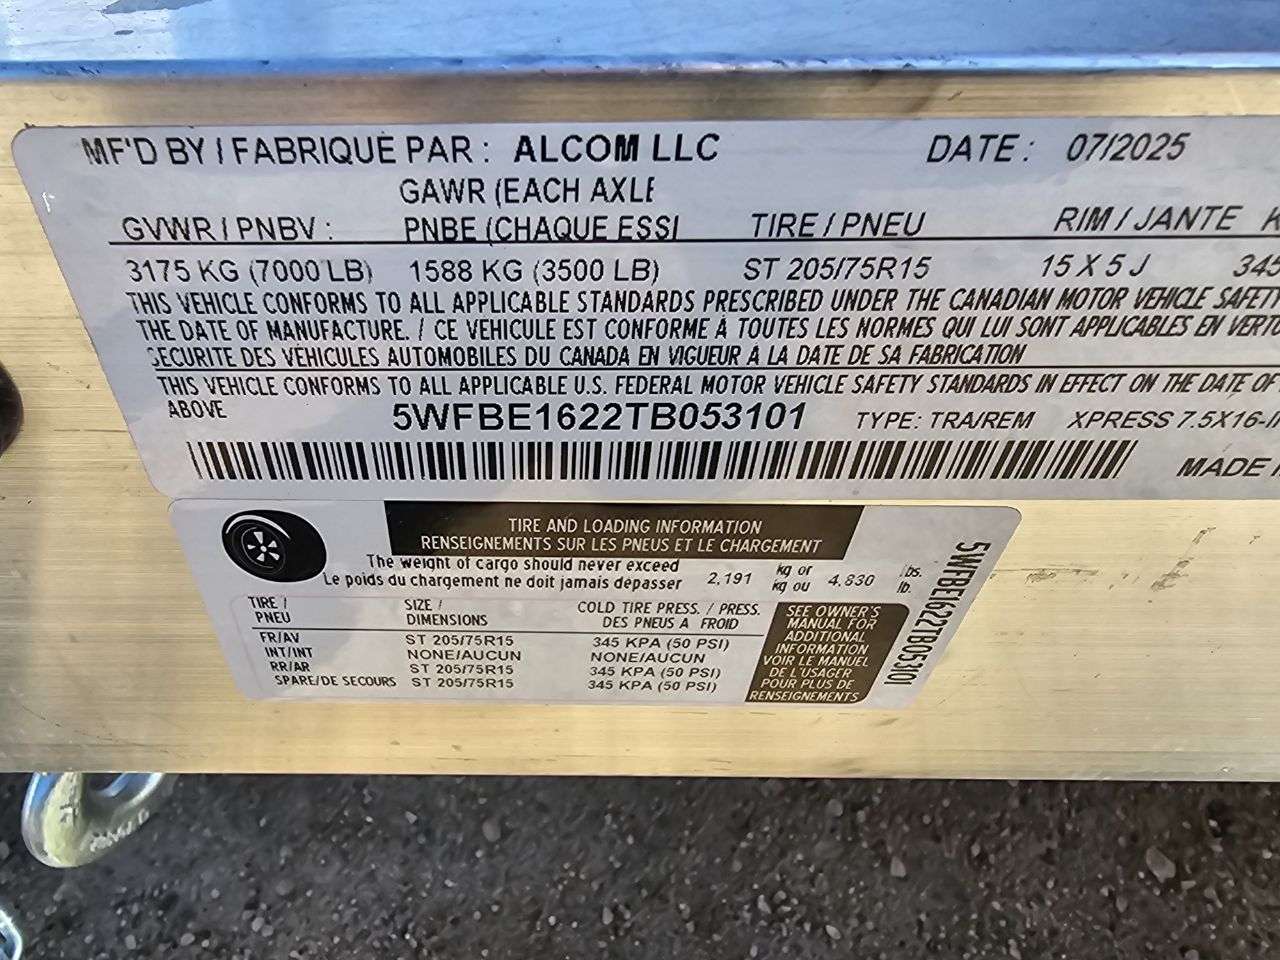 MF'D BY / FABRIQUÉ PAR : ALCOM LLC DATE : 07/2025
GAWR (EACH AXLE
GVWR / PNBV : PNBE (CHAQUE ESSI TIRE / PNEU RIM / JANTE
3175 KG (7000 LB) 1588 KG (3500 LB) ST 205/75R15 15 X 5 J 345
THIS VEHICLE CONFORMS TO ALL APPLICABLE STANDARDS PRESCRIBED UNDER THE CANADIAN MOTOR VEHICLE SAFETY
THE DATE OF MANUFACTURE. / CE VEHICULE EST CONFORME À TOUTES LES NORMES QUI LUI SONT APPLICABLES EN VERTU
SECURITE DES VÉHICULES AUTOMOBILES DU CANADA EN VIGUEUR À LA DATE DE SA FABRICATION
THIS VEHICLE CONFORMS TO ALL APPLICABLE U.S. FEDERAL MOTOR VEHICLE SAFETY STANDARDS IN EFFECT ON THE DATE OF
ABOVE 5WFBE1622TB053101 TYPE: TRA/REM XPRESS 7.5X16-I
MADE
TIRE AND LOADING INFORMATION
RENSEIGNEMENTS SUR LES PNEUS ET LE CHARGEMENT
The weight of cargo should never exceed
Le poids du chargement ne doit jamais dépasser 2,191 kg or kg ou 4,830 lbs. lb.
TIRE / PNEU SIZE / DIMENSIONS COLD TIRE PRESS. / PRESS. DES PNEUS À FROID
FR/AV ST 205/75R15 345 KPA (50 PSI)
INT/INT NONE/AUCUN NONE/AUCUN
RR/AR ST 205/75R15 345 KPA (50 PSI)
SPARE/DE SECOURS ST 205/75R15 345 KPA (50 PSI)
SEE OWNER'S
MANUAL FOR
ADDITIONAL
INFORMATION
VOIR LE MANUEL
DE L'USAGER
POUR PLUS DE
RENSEIGNEMENTS
5WFBE1622TB053101